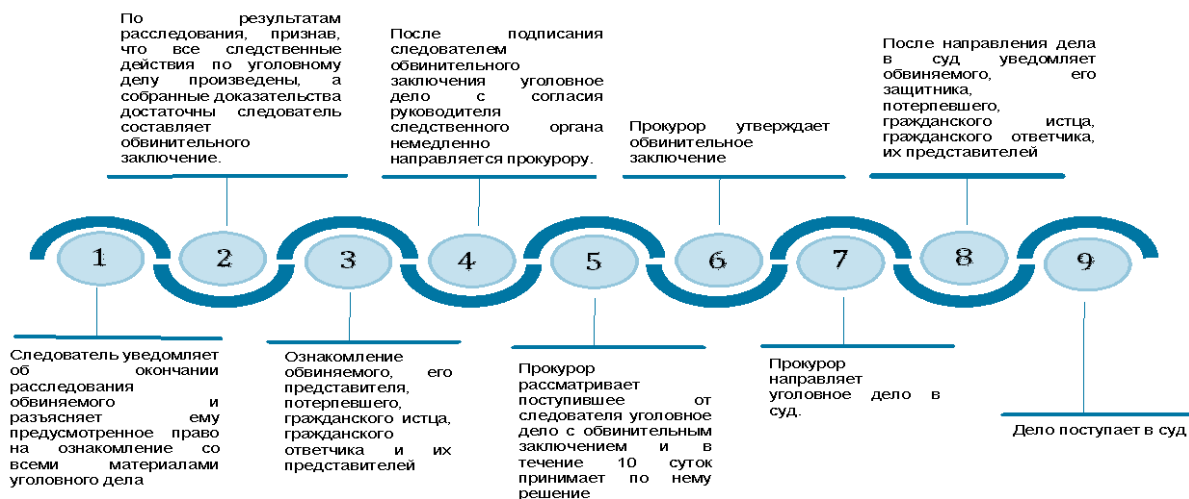 По результатам
расследования, признав,
что все следственные
действия по уголовному
делу произведены, а
собранные доказательства
достаточны следователь
составляет
обвинительного
заключение.
После подписания
следователем
обвинительного
заключения уголовное
дело с согласия
руководителя
следственного органа
немедленно
направляется прокурору.
Прокурор утверждает
обвинительное
заключение
После направления дела
в суд уведомляет
обвиняемого, его
защитника,
потерпевшего,
гражданского истца,
гражданского ответчика,
их представителей
1
2
3
4
5
6
7
8
9
Следователь уведомляет
об окончании
расследования
обвиняемого и
разъясняет ему
предусмотренное право
на ознакомление со
всеми материалами
уголовного дела
Ознакомление
обвиняемого, его
представителя,
потерпевшего,
гражданского истца,
гражданского
ответчика и их
представителей
Прокурор
рассматривает
поступившее от
следователя уголовное
дело с обвинительным
заключением и в
течение 10 суток
принимает по нему
решение
Прокурор
направляет
уголовное дело в
суд.
Дело поступает в суд